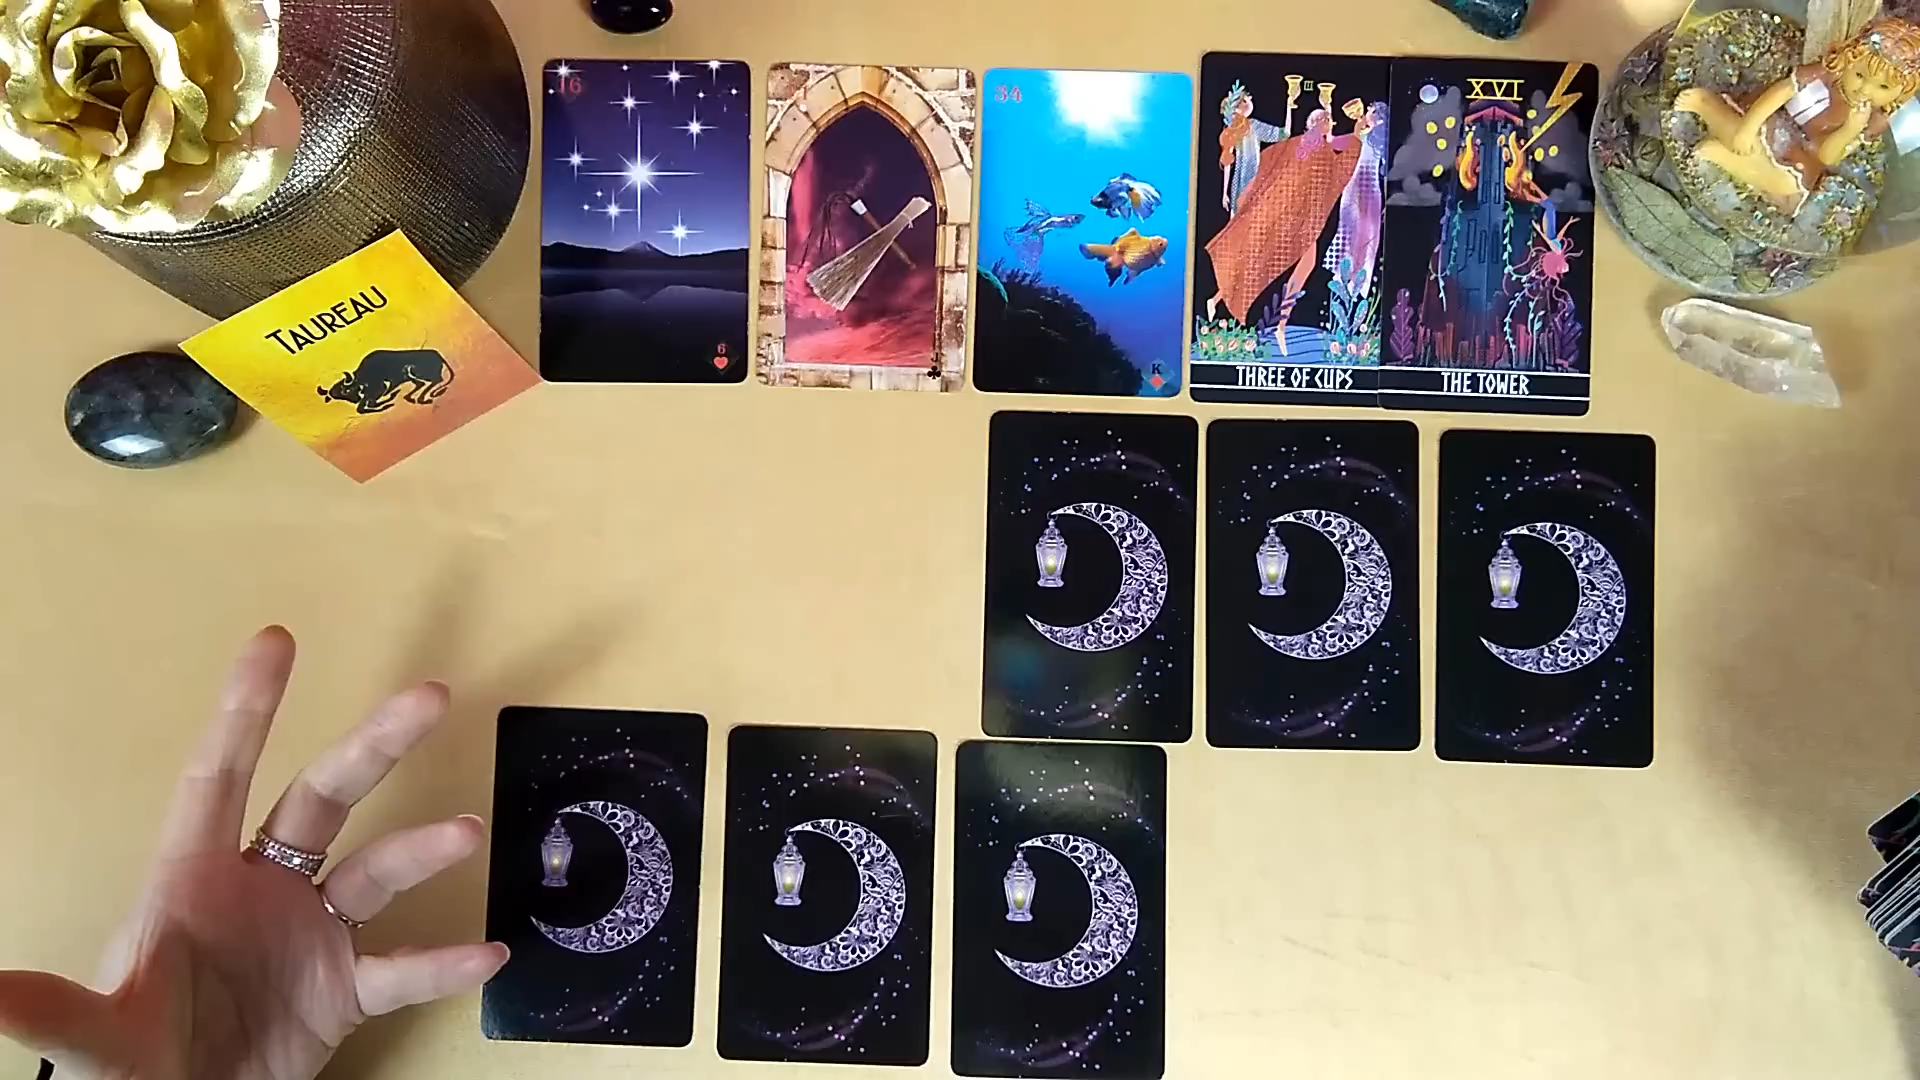 TAUREAU
16
6
J
34
K
III
THREE OF CUPS
XVI
THE TOWER